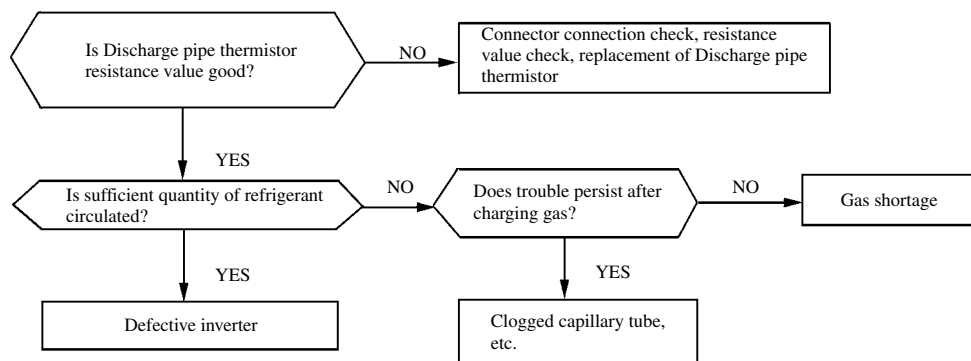 Is Discharge pipe thermistor
resistance value good?
NO
Connector connection check, resistance
value check, replacement of Discharge pipe
thermistor
YES
Is sufficient quantity of refrigerant
circulated?
NO
Does trouble persist after
charging gas?
NO
Gas shortage
YES
YES
Defective inverter
Clogged capillary tube,
etc.